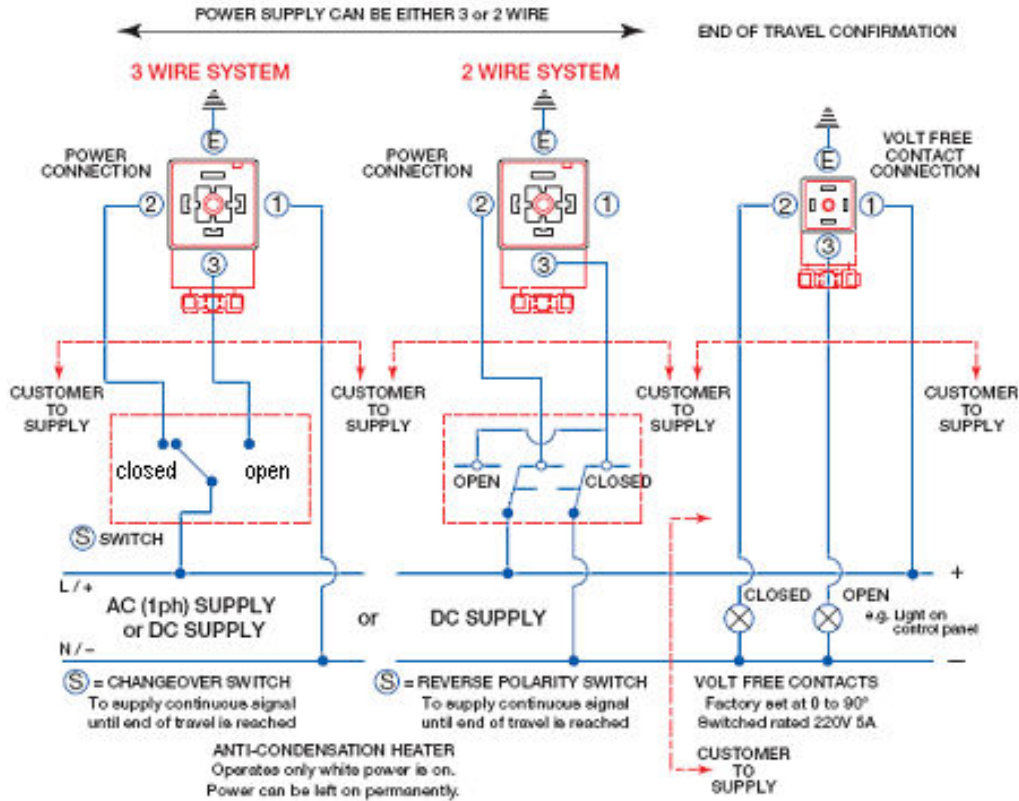 POWER SUPPLY CAN BE EITHER 3 or 2 WIRE
END OF TRAVEL CONFIRMATION
3 WIRE SYSTEM
2 WIRE SYSTEM
E
E
E
POWER
CONNECTION
2
1
3
POWER
CONNECTION
2
1
3
VOLT FREE
CONTACT
CONNECTION
2
1
3
CUSTOMER
TO
SUPPLY
CUSTOMER
TO
SUPPLY
CUSTOMER
TO
SUPPLY
CUSTOMER
TO
SUPPLY
closed
open
OPEN
CLOSED
S SWITCH
L / +
+
AC (1ph) SUPPLY
or DC SUPPLY
or
DC SUPPLY
CLOSED
OPEN
e.g. Light on
control panel
N / –
–
S = CHANGEOVER SWITCH
To supply continuous signal
until end of travel is reached
S = REVERSE POLARITY SWITCH
To supply continuous signal
until end of travel is reached
VOLT FREE CONTACTS
Factory set at 0 to 90°
Switched rated 220V 5A
ANTI-CONDENSATION HEATER
Operates only white power is on.
Power can be left on permanently.
CUSTOMER
TO
SUPPLY